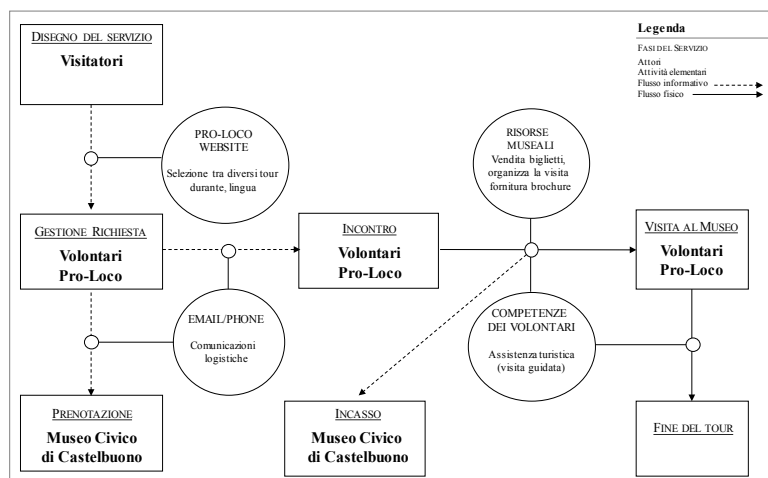 DISEGNO DEL SERVIZIO
Visitatori
Legenda
FASI DEL SERVIZIO
Attori
Attività elementari
Flusso informativo
Flusso fisico
PRO-LOCO
WEBSITE
Selezione tra diversi tour
durante, lingua
RISORSE
MUSEALI
Vendita biglietti,
organizza la visita
fornitura brochure
GESTIONE RICHIESTA
Volontari
Pro-Loco
INCONTRO
Volontari
Pro-Loco
VISITA AL MUSEO
Volontari
Pro-Loco
EMAIL/PHONE
Comunicazioni
logistiche
COMPETENZE
DEI VOLONTARI
Assistenza turistica
(visita guidata)
PRENOTAZIONE
Museo Civico
di Castelbuono
INCASSO
Museo Civico
di Castelbuono
FINE DEL TOUR